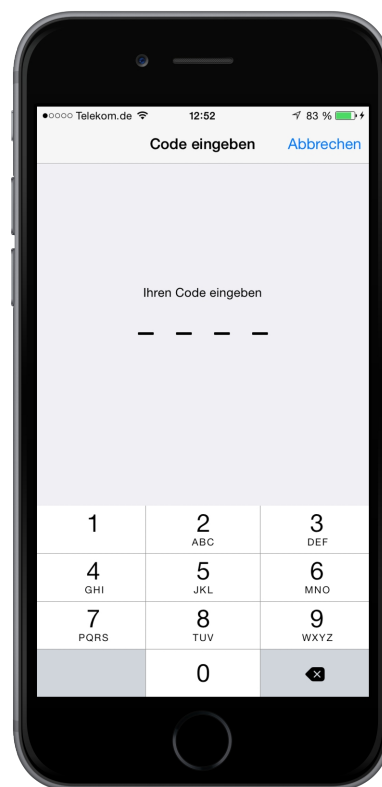 Telekom.de 12:52 83 %
Code eingeben Abbrechen
Ihren Code eingeben
1 2 3
ABC DEF
4 5 6
GHI JKL MNO
7 8 9
PQRS TUV WXYZ
0